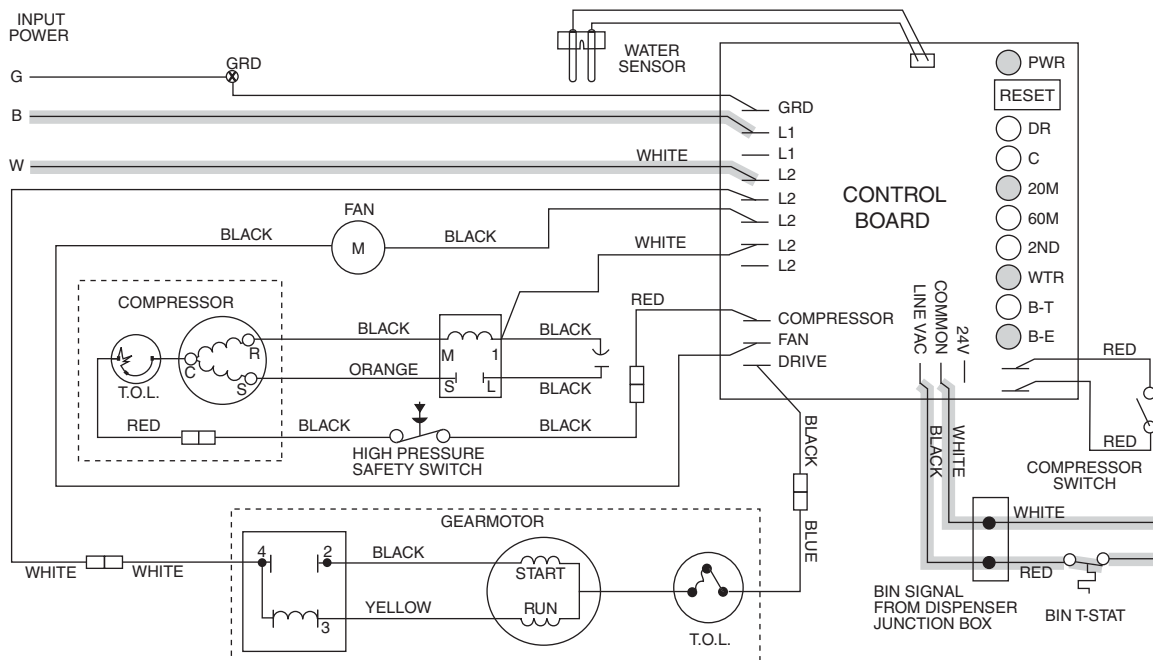 INPUT
POWER
G
GRD
B
W
WHITE
WATER
SENSOR
GRD
L1
L1
L2
L2
L2
L2
L2
CONTROL
BOARD
PWR
RESET
DR
C
20M
60M
2ND
WTR
B-T
B-E
FAN
M
BLACK
BLACK
WHITE
COMPRESSOR
T.O.L.
C
R
S
BLACK
ORANGE
M
1
S
L
BLACK
BLACK
RED
COMPRESSOR
FAN
DRIVE
LINE VAC
COMMON
24V
RED
RED
COMPRESSOR
SWITCH
RED
BLACK
HIGH PRESSURE
SAFETY SWITCH
BLACK
BLACK
BLUE
BLACK
WHITE
WHITE
RED
BIN SIGNAL
FROM DISPENSER
JUNCTION BOX
BIN T-STAT
GEARMOTOR
WHITE
WHITE
4
2
3
BLACK
YELLOW
START
RUN
T.O.L.